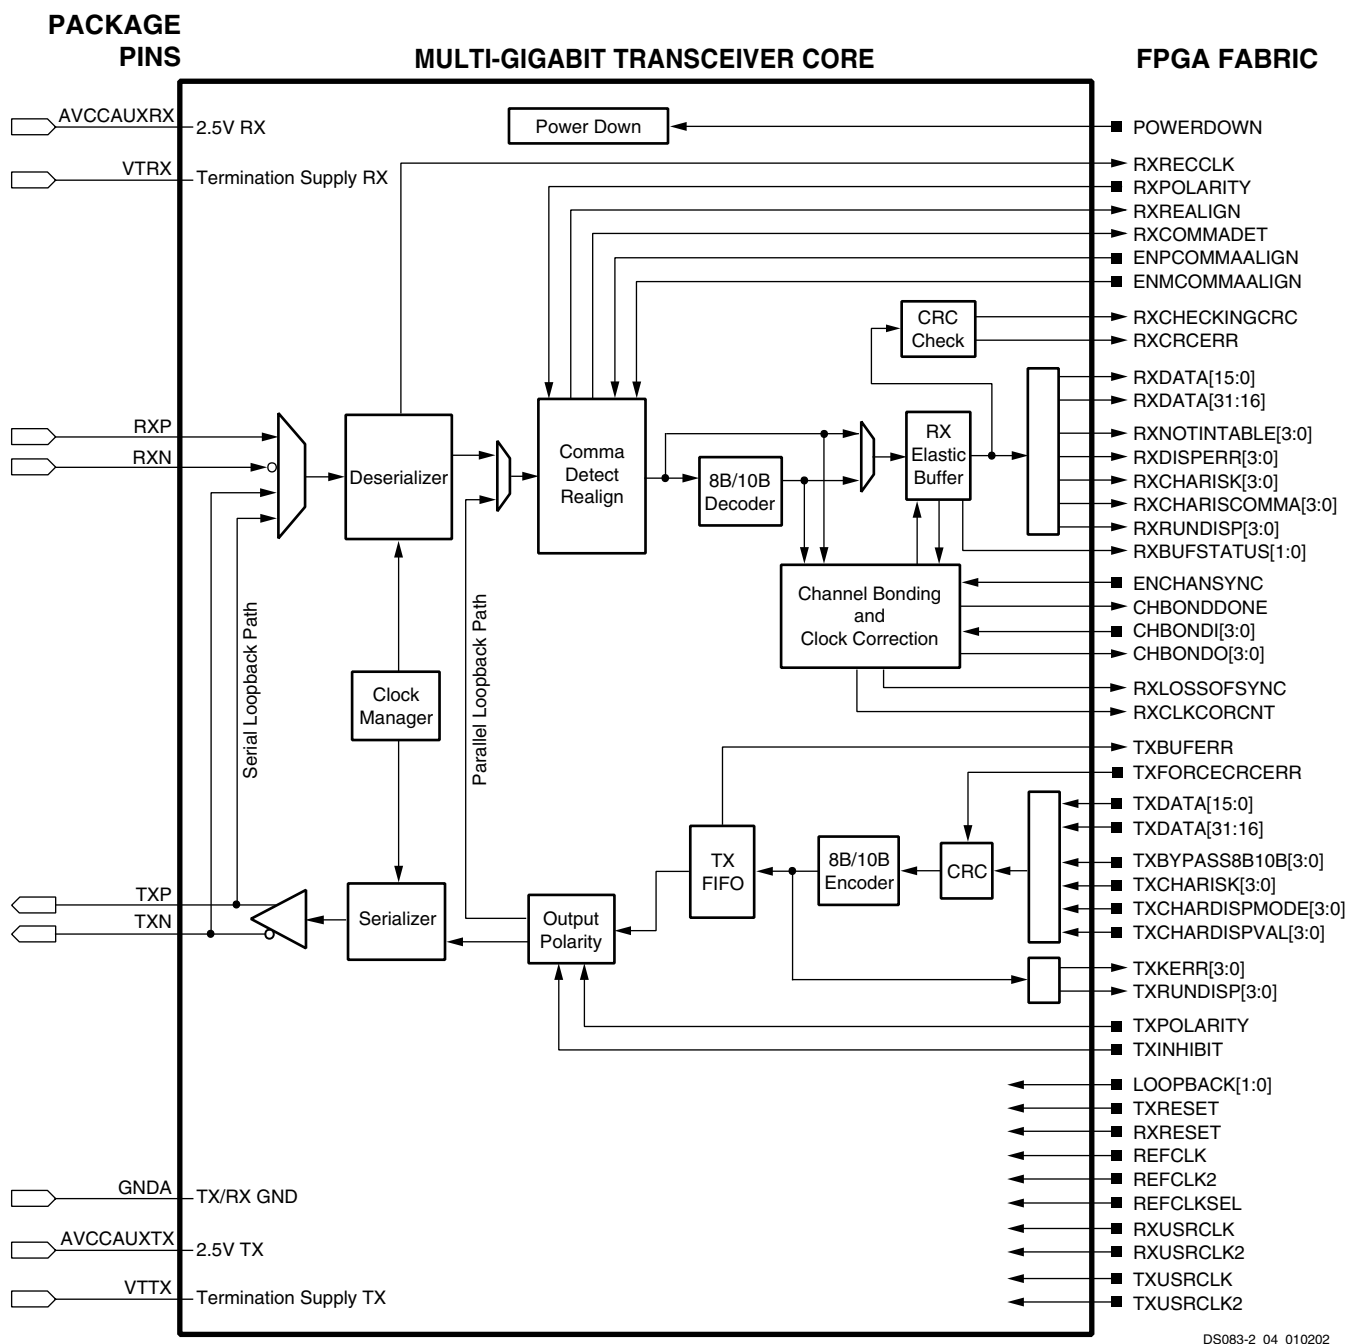 PACKAGE
PINS
MULTI-GIGABIT TRANSCEIVER CORE
FPGA FABRIC
AVCCAUXRX
2.5V RX
VTRX
Termination Supply RX
RXP
RXN
TXP
TXN
GNDA
TX/RX GND
AVCCAUXTX
2.5V TX
VTTX
Termination Supply TX
Power Down
Deserializer
Comma
Detect
Realign
8B/10B
Decoder
RX
Elastic
Buffer
CRC
Check
Channel Bonding
and
Clock Correction
Clock
Manager
Serial Loopback Path
Parallel Loopback Path
Serializer
Output
Polarity
TX
FIFO
8B/10B
Encoder
CRC
POWERDOWN
RXRECCLK
RXPOLARITY
RXREALIGN
RXCOMMADET
ENPCOMMAALIGN
ENMCOMMAALIGN
RXCHECKINGCRC
RXCRCERR
RXDATA[15:0]
RXDATA[31:16]
RXNOTINTABLE[3:0]
RXDISPERR[3:0]
RXCHARISK[3:0]
RXCHARISCOMMA[3:0]
RXRUNDISP[3:0]
RXBUFSTATUS[1:0]
ENCHANSYNC
CHBONDDONE
CHBONDI[3:0]
CHBONDO[3:0]
RXLOSSOFSYNC
RXCLKCORCNT
TXBUFERR
TXFORCECRCERR
TXDATA[15:0]
TXDATA[31:16]
TXBYPASS8B10B[3:0]
TXCHARISK[3:0]
TXCHARDISPMODE[3:0]
TXCHARDISPVAL[3:0]
TXKERR[3:0]
TXRUNDISP[3:0]
TXPOLARITY
TXINHIBIT
LOOPBACK[1:0]
TXRESET
RXRESET
REFCLK
REFCLK2
REFCLKSEL
RXUSRCLK
RXUSRCLK2
TXUSRCLK
TXUSRCLK2
DS083-2_04_010202